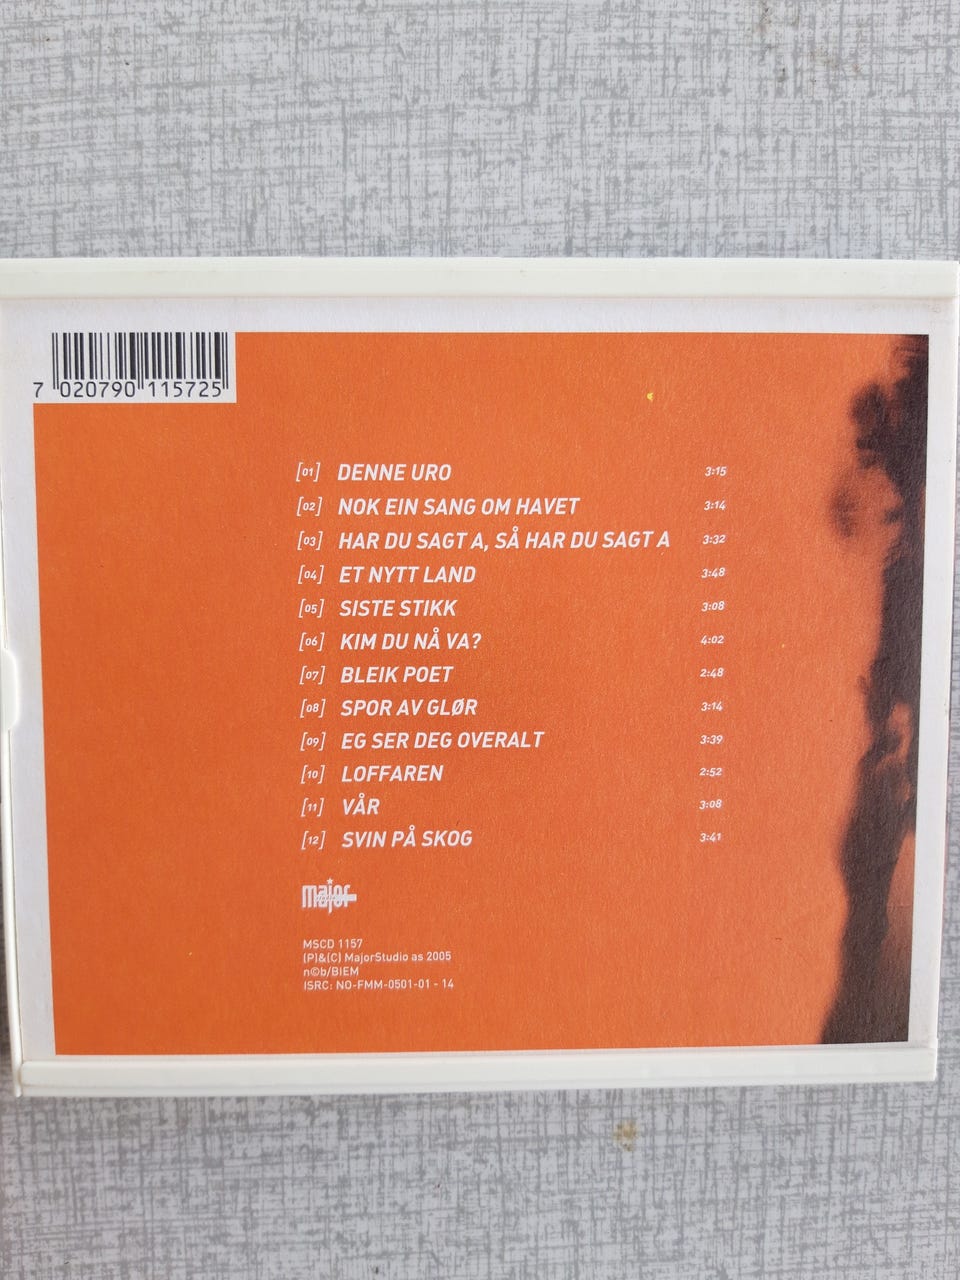 7 020790 115725
[01] DENNE URO 3:15
[02] NOK EIN SANG OM HAVET 3:14
[03] HAR DU SAGT A, SÅ HAR DU SAGT A 3:32
[04] ET NYTT LAND 3:48
[05] SISTE STIKK 3:08
[06] KIM DU NÅ VA? 4:02
[07] BLEIK POET 2:48
[08] SPOR AV GLØR 3:14
[09] EG SER DEG OVERALT 3:39
[10] LOFFAREN 2:52
[11] VÅR 3:08
[12] SVIN PÅ SKOG 3:41
major
MSCD 1157
(P)&(C) MajorStudio as 2005
n©b/BIEM
ISRC: NO-FMM-0501-01 - 14